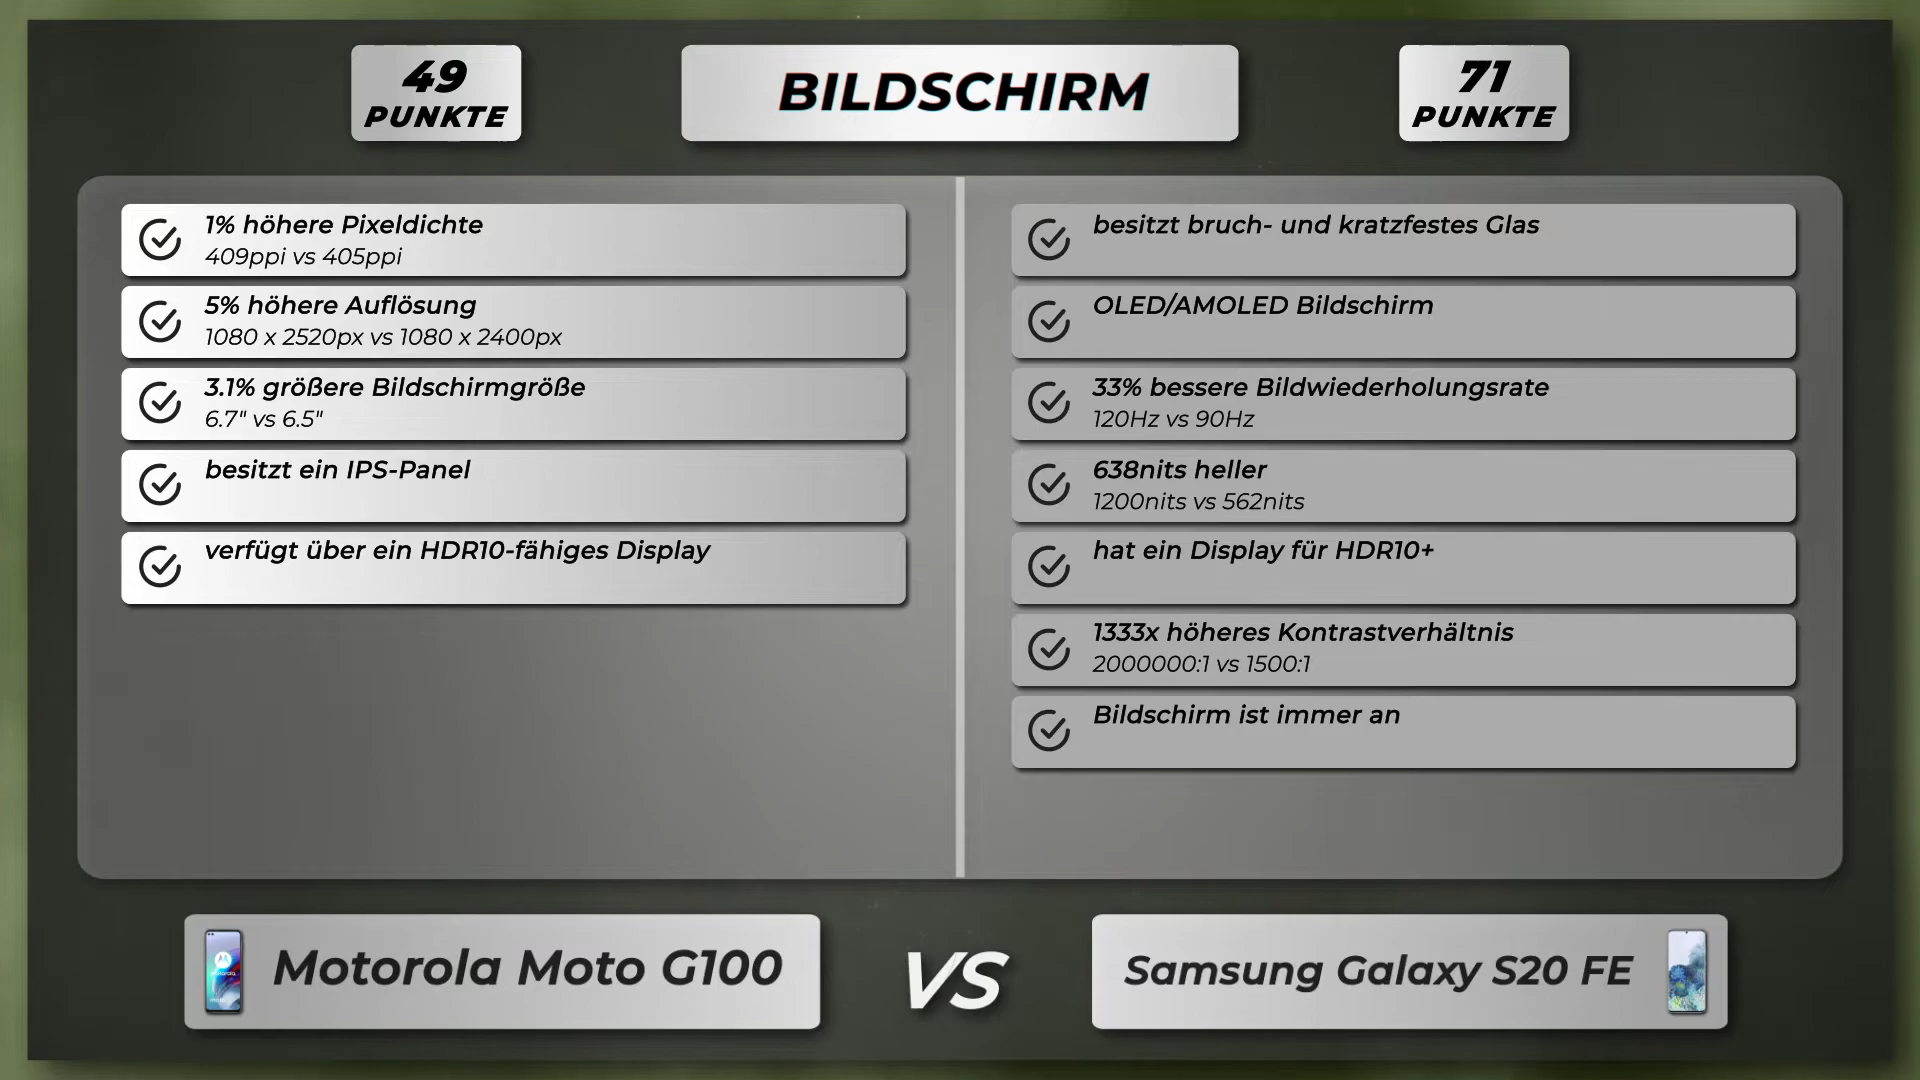 49
PUNKTE
BILDSCHIRM
71
PUNKTE
1% höhere Pixeldichte
409ppi vs 405ppi
5% höhere Auflösung
1080 x 2520px vs 1080 x 2400px
3.1% größere Bildschirmgröße
6.7" vs 6.5"
besitzt ein IPS-Panel
verfügt über ein HDR10-fähiges Display
besitzt bruch- und kratzfestes Glas
OLED/AMOLED Bildschirm
33% bessere Bildwiederholungsrate
120Hz vs 90Hz
638nits heller
1200nits vs 562nits
hat ein Display für HDR10+
1333x höheres Kontrastverhältnis
2000000:1 vs 1500:1
Bildschirm ist immer an
Motorola Moto G100
VS
Samsung Galaxy S20 FE